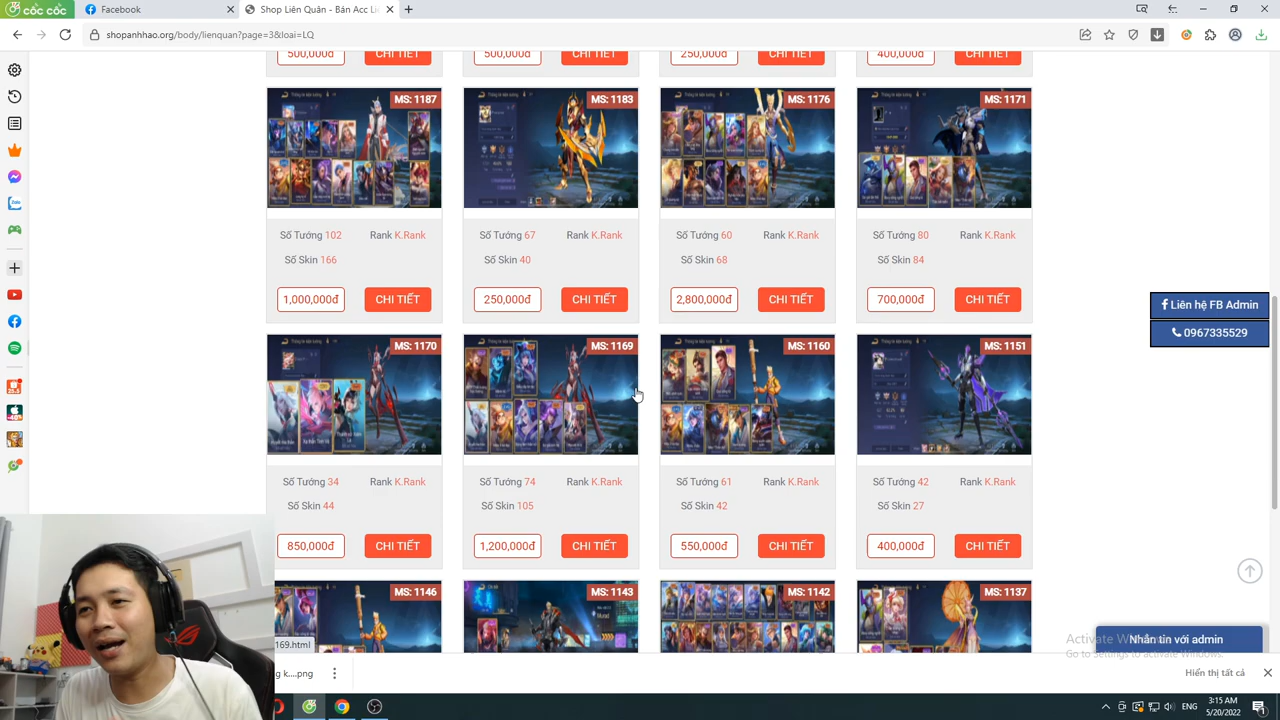 CỐC CỐC
Facebook
Shop Liên Quân - Bán Acc Li
shopanhhao.org/body/lienquan?page=3&loai=LQ
500,000đ
CHI TIẾT
500,000đ
CHI TIẾT
250,000đ
CHI TIẾT
400,000đ
CHI TIẾT
MS: 1187
MS: 1183
MS: 1176
MS: 1171
Số Tướng 102
Rank K.Rank
Số Tướng 67
Rank K.Rank
Số Tướng 60
Rank K.Rank
Số Tướng 80
Rank K.Rank
Số Skin 166
Số Skin 40
Số Skin 68
Số Skin 84
1,000,000đ
CHI TIẾT
250,000đ
CHI TIẾT
2,800,000đ
CHI TIẾT
700,000đ
CHI TIẾT
Liên hệ FB Admin
0967335529
MS: 1170
MS: 1169
MS: 1160
MS: 1151
Số Tướng 34
Rank K.Rank
Số Tướng 74
Rank K.Rank
Số Tướng 61
Rank K.Rank
Số Tướng 42
Rank K.Rank
Số Skin 44
Số Skin 105
Số Skin 42
Số Skin 27
850,000đ
CHI TIẾT
1,200,000đ
CHI TIẾT
550,000đ
CHI TIẾT
400,000đ
CHI TIẾT
MS: 1146
MS: 1143
MS: 1142
MS: 1137
169.html
Nhắn tin với admin
Go to Settings to activate Windows.
g k....png
Hiển thị tất cả
ENG
3:15 AM
5/20/2022